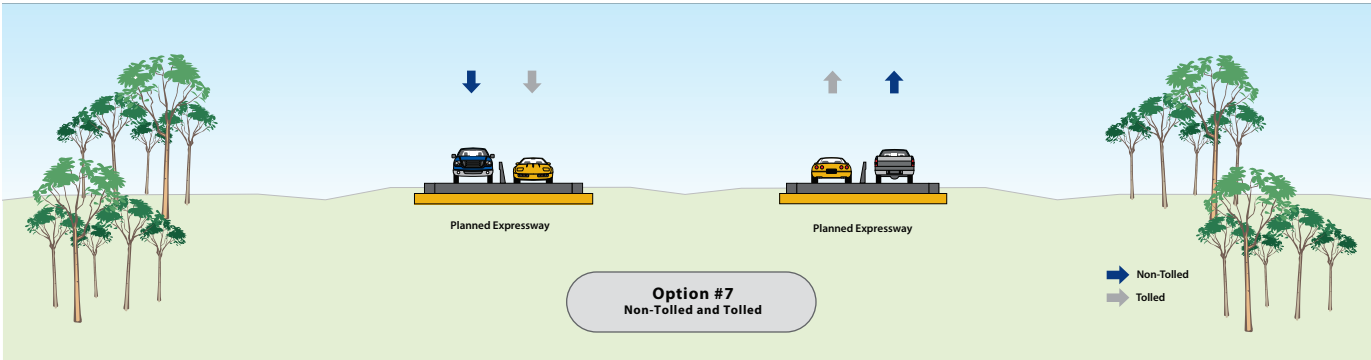 Planned Expressway
Planned Expressway
Option #7
Non-Tolled and Tolled
Non-Tolled
Tolled